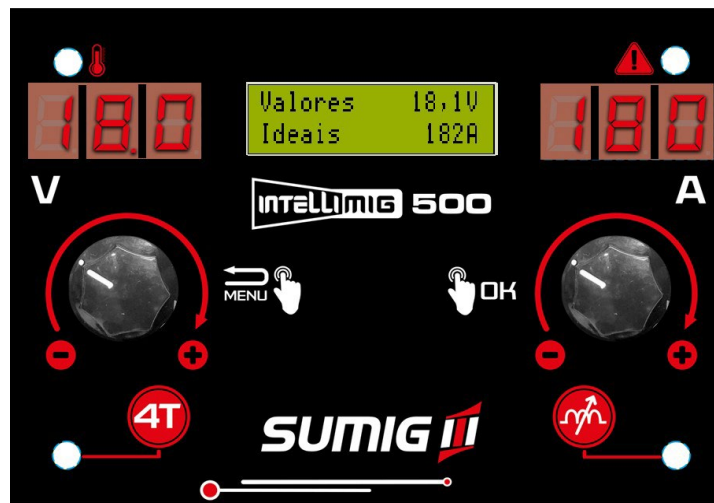 18.0
Valores 18,1V
Ideais 182A
180
V
A
INTELLIMIG 500
MENU
OK
4T
SUMIG